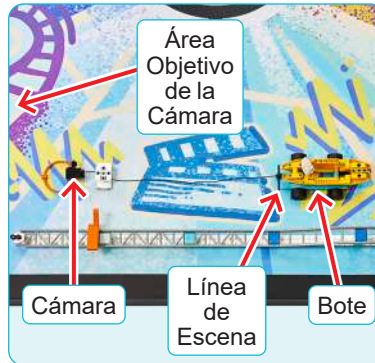 Área
Objetivo
de la
Cámara
Cámara
Línea
de
Escena
Bote